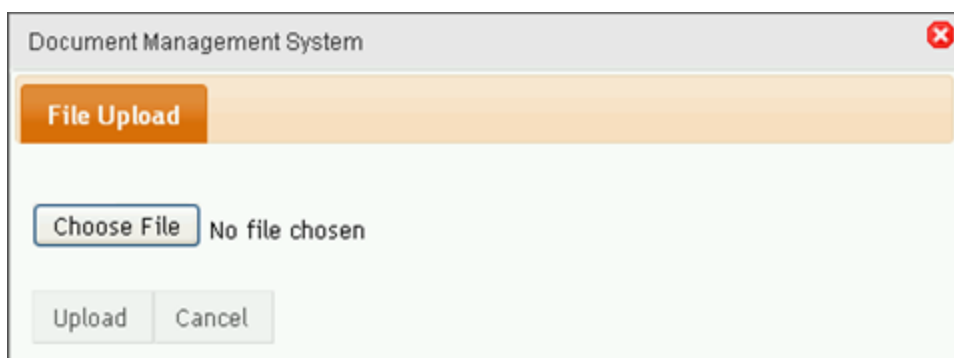 Document Management System
File Upload
Choose File No file chosen
Upload Cancel